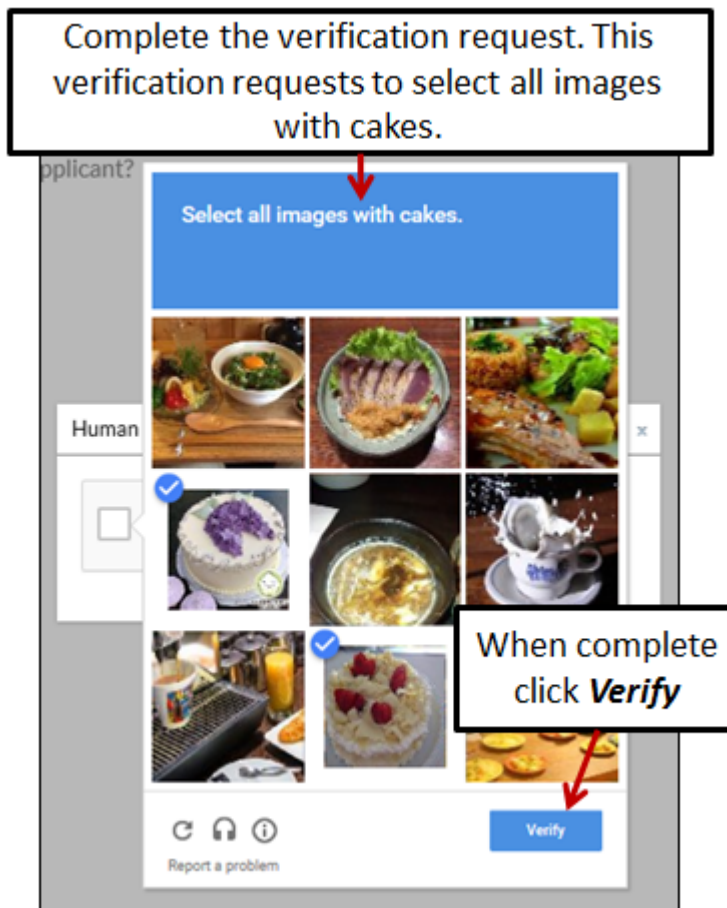 Complete the verification request. This
verification requests to select all images
with cakes.
pplicant?
Select all images with cakes.
Human
x
When complete
click Verify
Verify
Report a problem